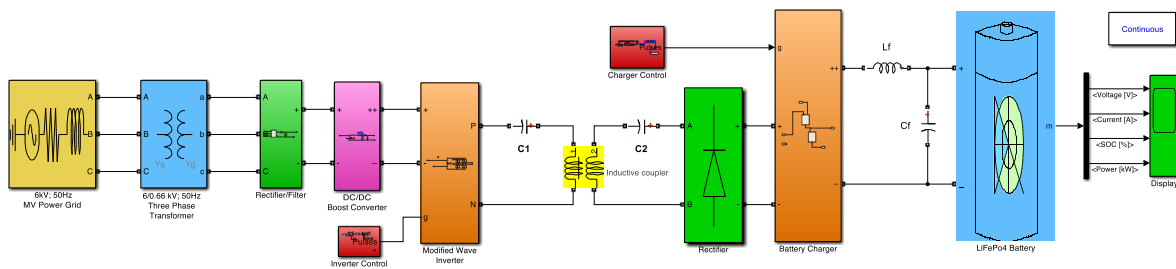 Continuous
Charger Control
Pulses
g
++
--
Lf
Cf
+
_
m
<Voltage [V]>
<Current [A]>
<SOC [%]>
<Power [kW]>
Display
LiFePo4 Battery
Battery Charger
A
B
C
6kV; 50Hz
MV Power Grid
A
B
C
a
b
c
Yg
Yg
6/0.66 kV; 50Hz
Three Phase
Transformer
A
B
C
+
-
Rectifier/Filter
+
-
++
--
DC/DC
Boost Converter
+
-
g
P
N
Modified Wave
Inverter
Pulses
Inverter Control
+
C1
1
2
Inductive coupler
+
C2
A
B
+
-
Rectifier
+
-